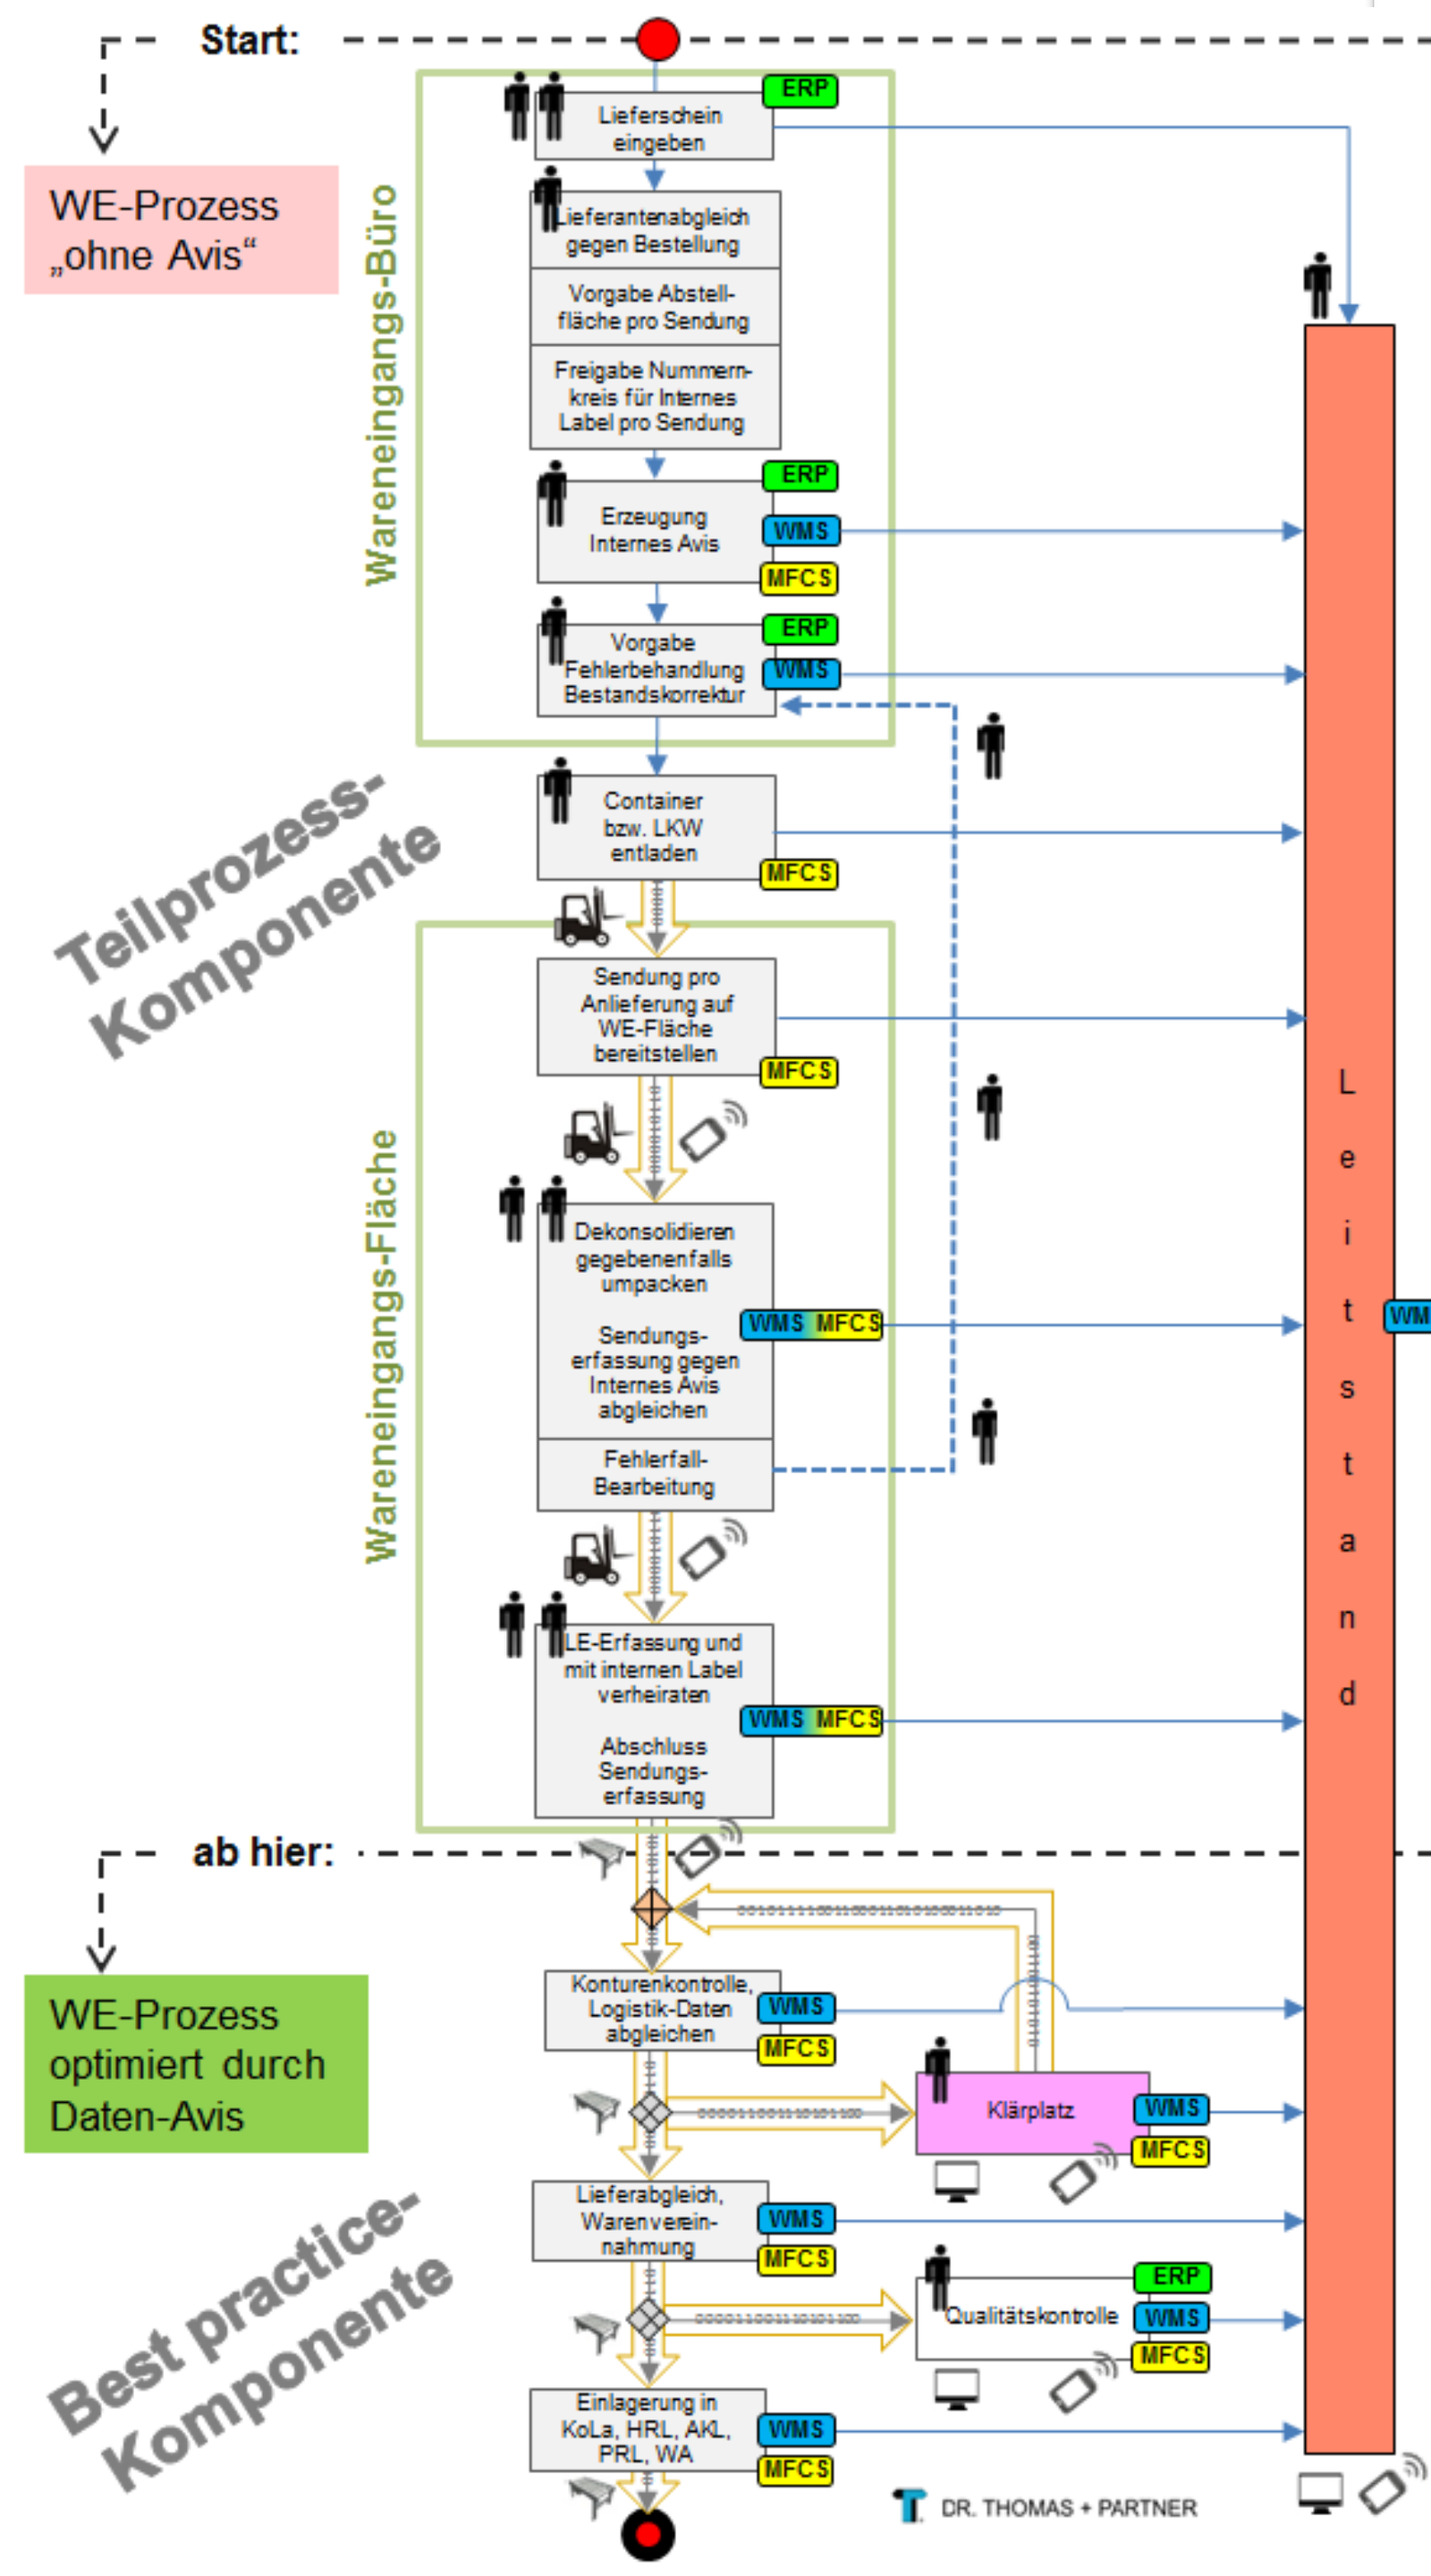 Start:
ERP
Lieferschein
eingeben
WE-Prozess
„ohne Avis“
Wareneingangs-Büro
Lieferantenabgleich
gegen Bestellung
Vorgabe Abstell-
fläche pro Sendung
Freigabe Nummern-
kreis für Internes
Label pro Sendung
ERP
Erzeugung
Internes Avis
WMS
MFCS
ERP
Vorgabe
Fehlerbehandlung
Bestandskorrektur
WMS
Teilprozess-
Komponente
Container
bzw. LKW
entladen
MFCS
Wareneingangs-Fläche
Sendung pro
Anlieferung auf
WE-Fläche
bereitstellen
MFCS
Dekonsolidieren
gegebenenfalls
umpacken
WMS MFCS
Sendungs-
erfassung gegen
Internes Avis
abgleichen
Fehlerfall-
Bearbeitung
LE-Erfassung und
mit internen Label
verheiraten
WMS MFCS
Abschluss
Sendungs-
erfassung
Leitstand
ab hier:
WE-Prozess
optimiert durch
Daten-Avis
Konturenkontrolle,
Logistik-Daten
abgleichen
WMS
MFCS
Klärplatz
WMS
MFCS
Best practice-
Komponente
Lieferabgleich,
Warenverein-
nahmung
WMS
MFCS
Qualitätskontrolle
ERP
WMS
MFCS
Einlagerung in
KoLa, HRL, AKL,
PRL, WA
WMS
MFCS
DR. THOMAS + PARTNER